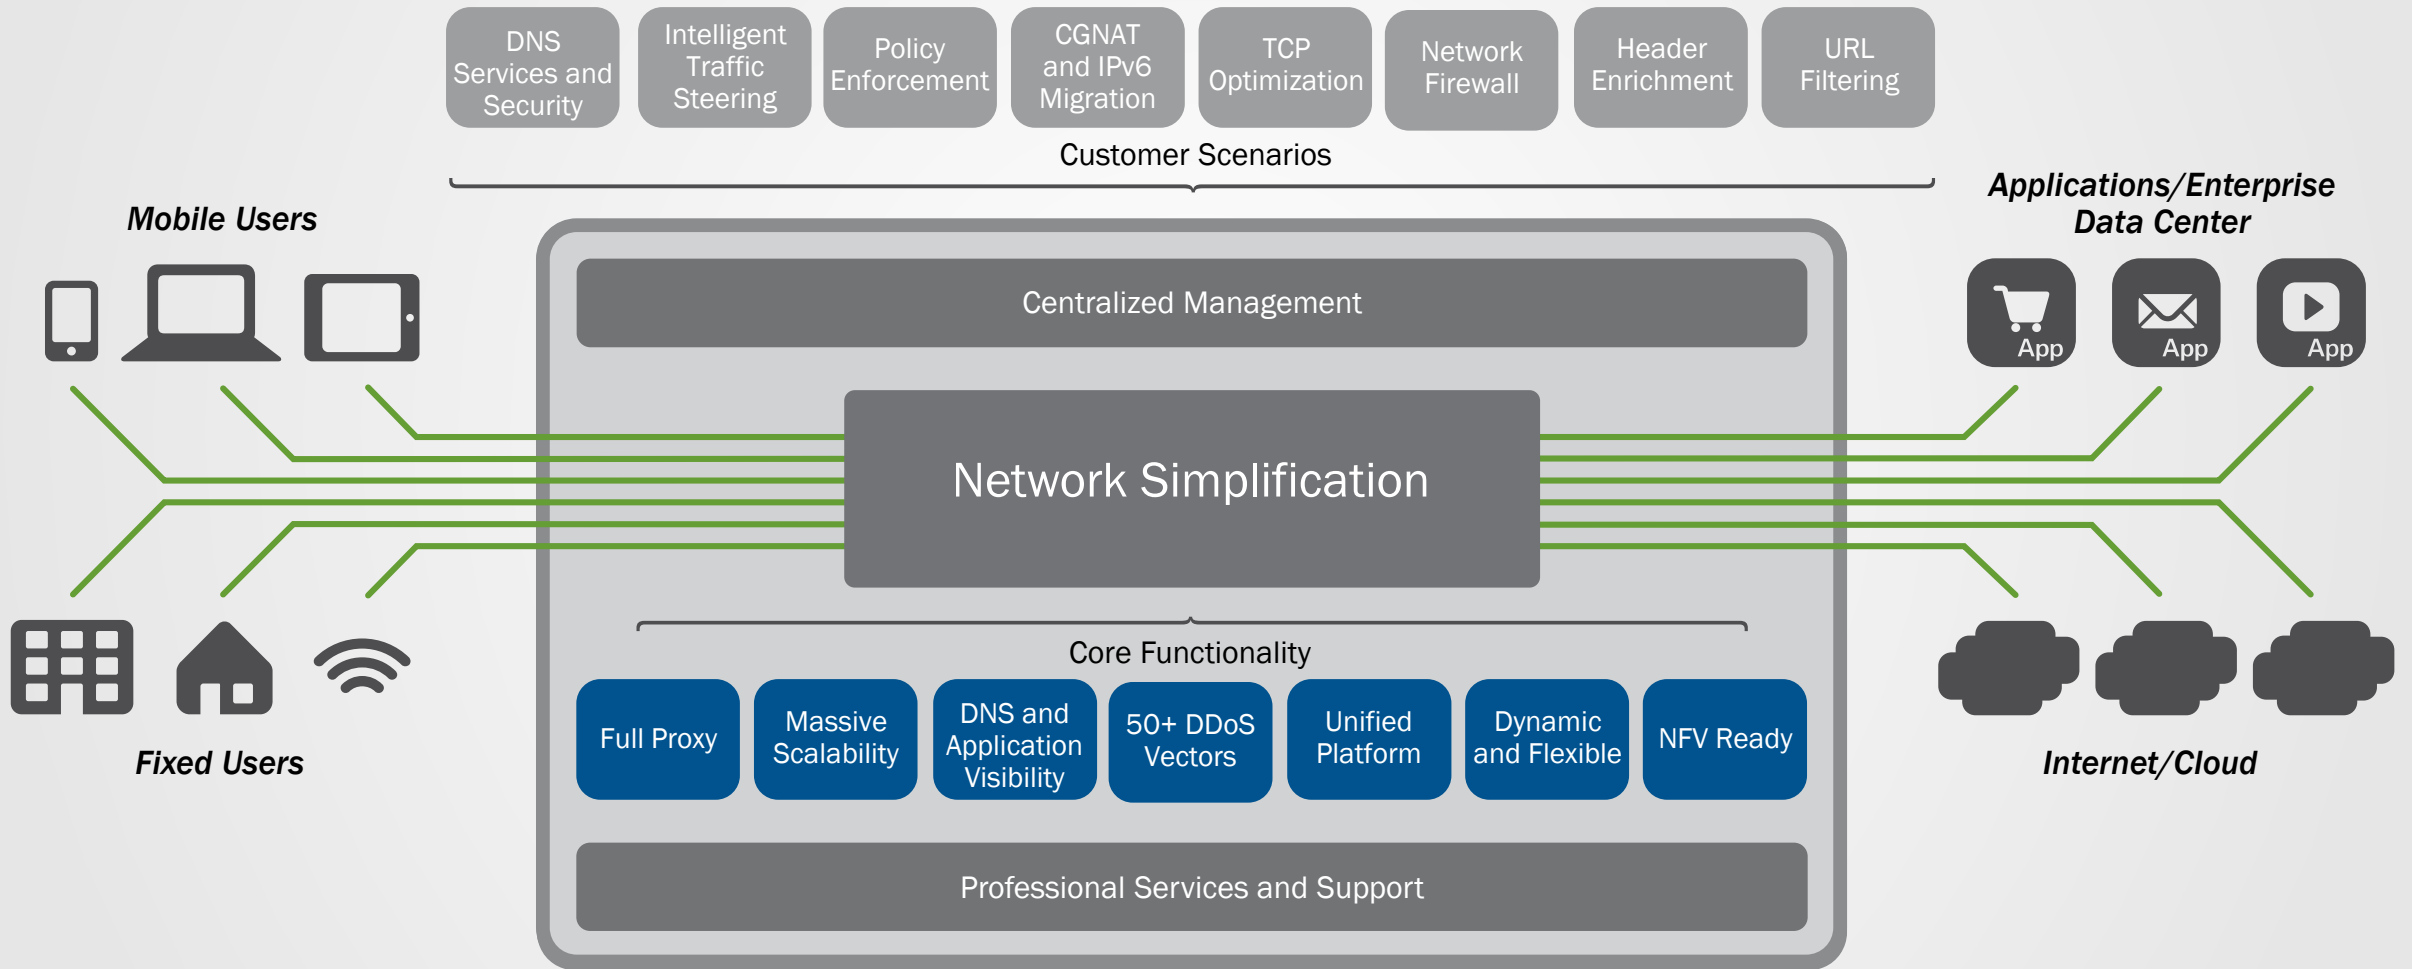 DNS
Services and
Security
Intelligent
Traffic
Steering
Policy
Enforcement
CGNAT
and IPv6
Migration
TCP
Optimization
Network
Firewall
Header
Enrichment
URL
Filtering
Customer Scenarios
Mobile Users
Applications/Enterprise
Data Center
Centralized Management
App
App
App
Network Simplification
Core Functionality
Full Proxy
Massive
Scalability
DNS and
Application
Visibility
50+ DDoS
Vectors
Unified
Platform
Dynamic
and Flexible
NFV Ready
Fixed Users
Internet/Cloud
Professional Services and Support